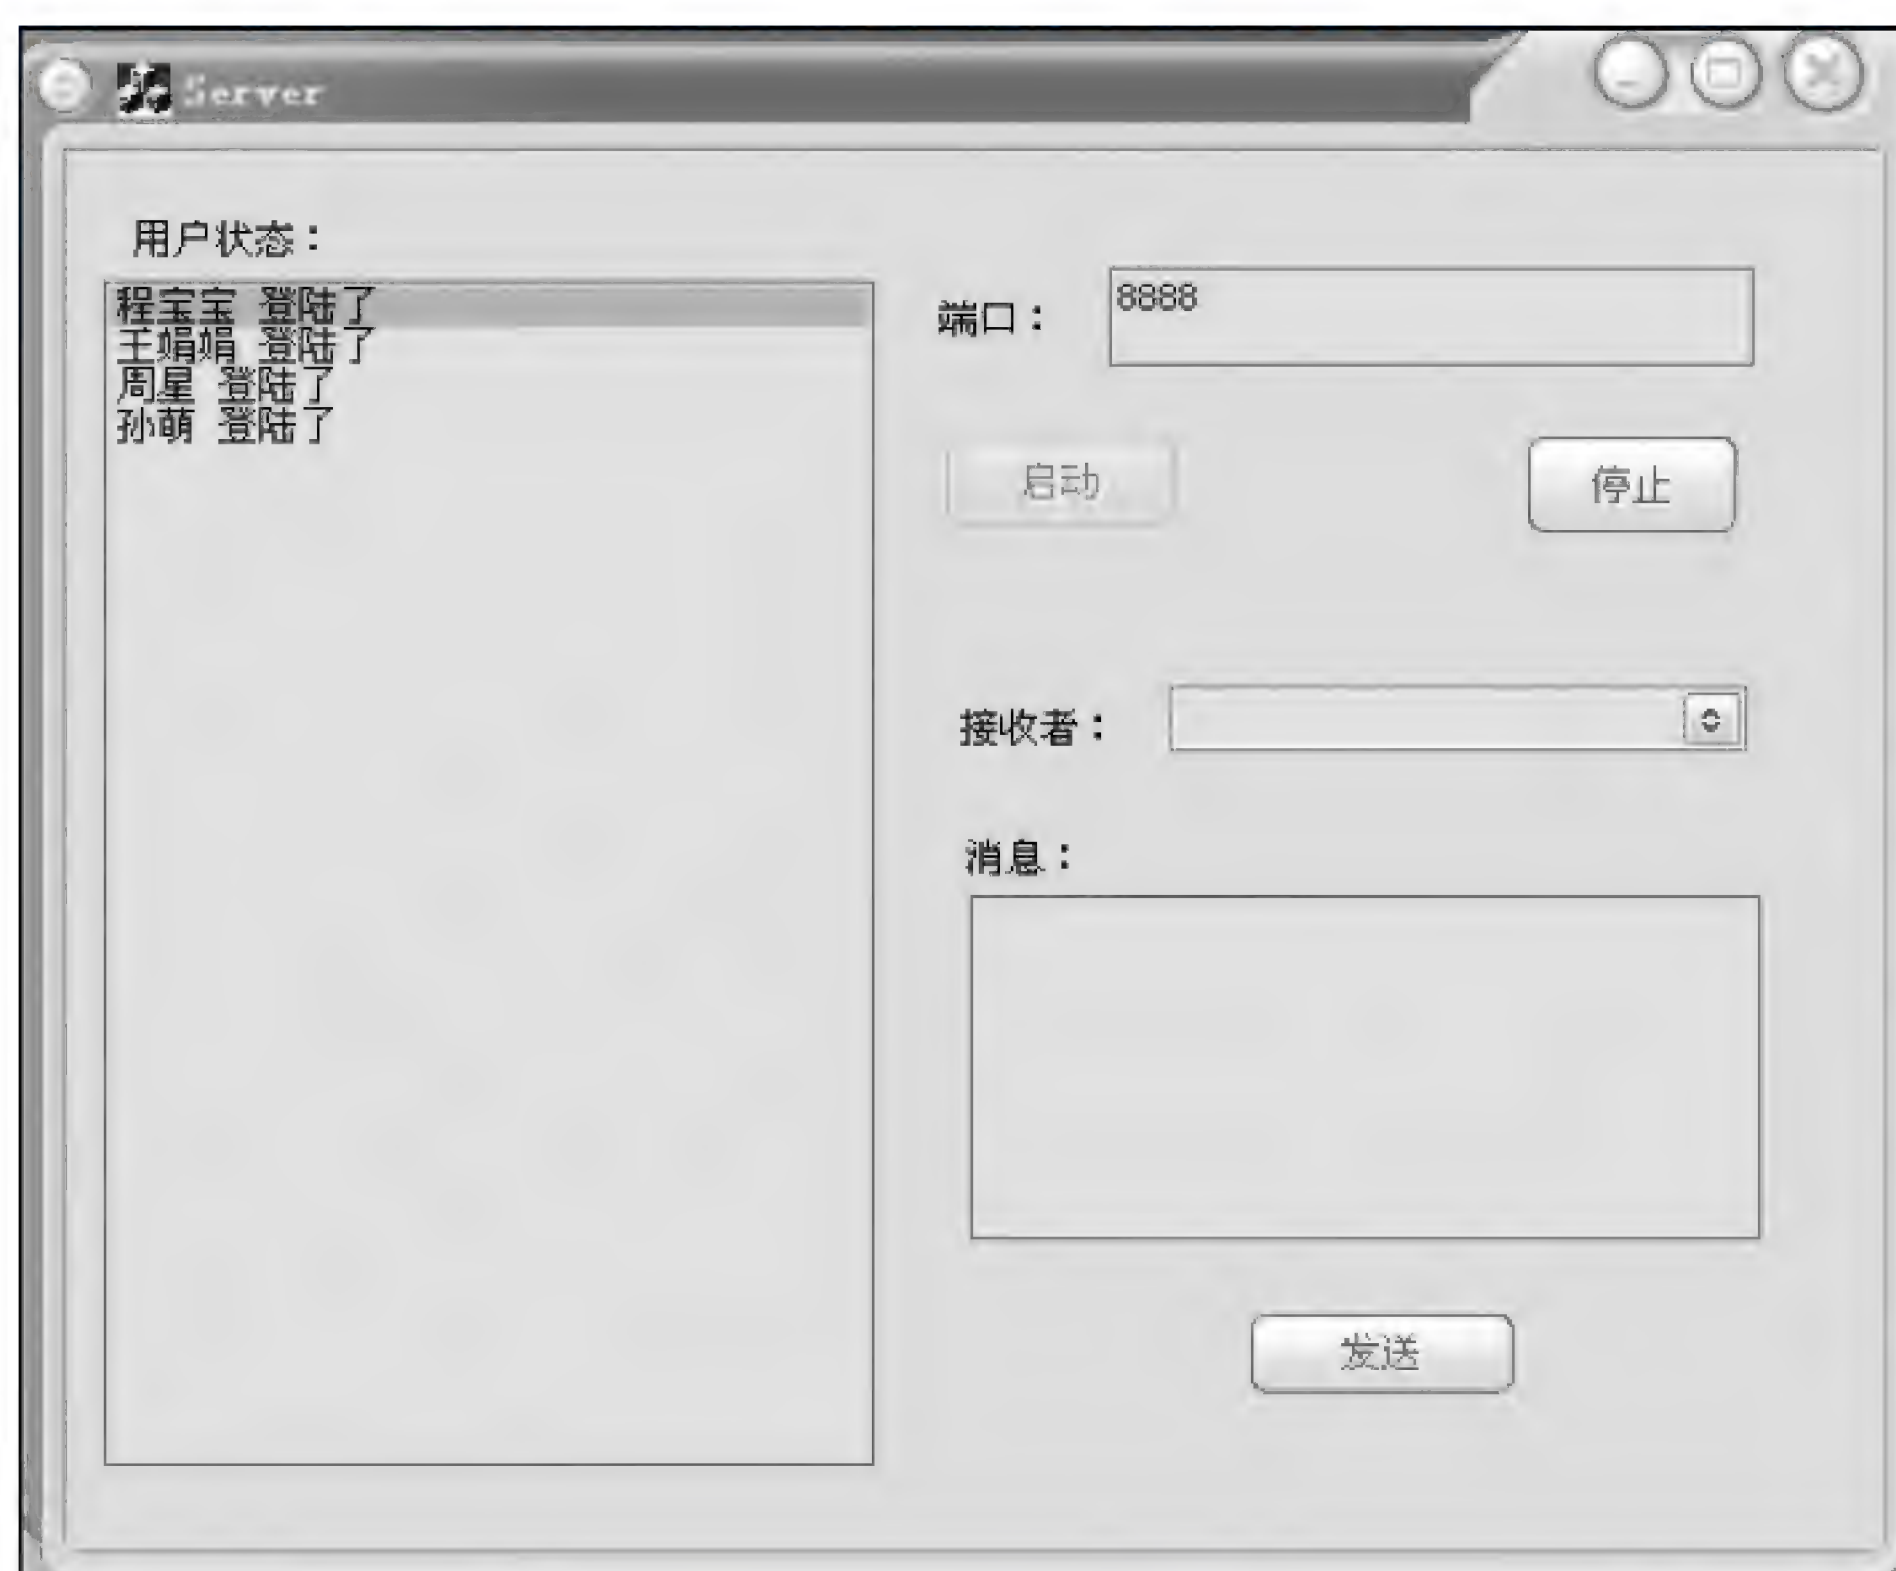 Server
用户状态：
程宝宝 登陆了
王娟娟 登陆了
周星 登陆了
孙萌 登陆了
端口：
8888
启动
停止
接收者：
消息：
发送